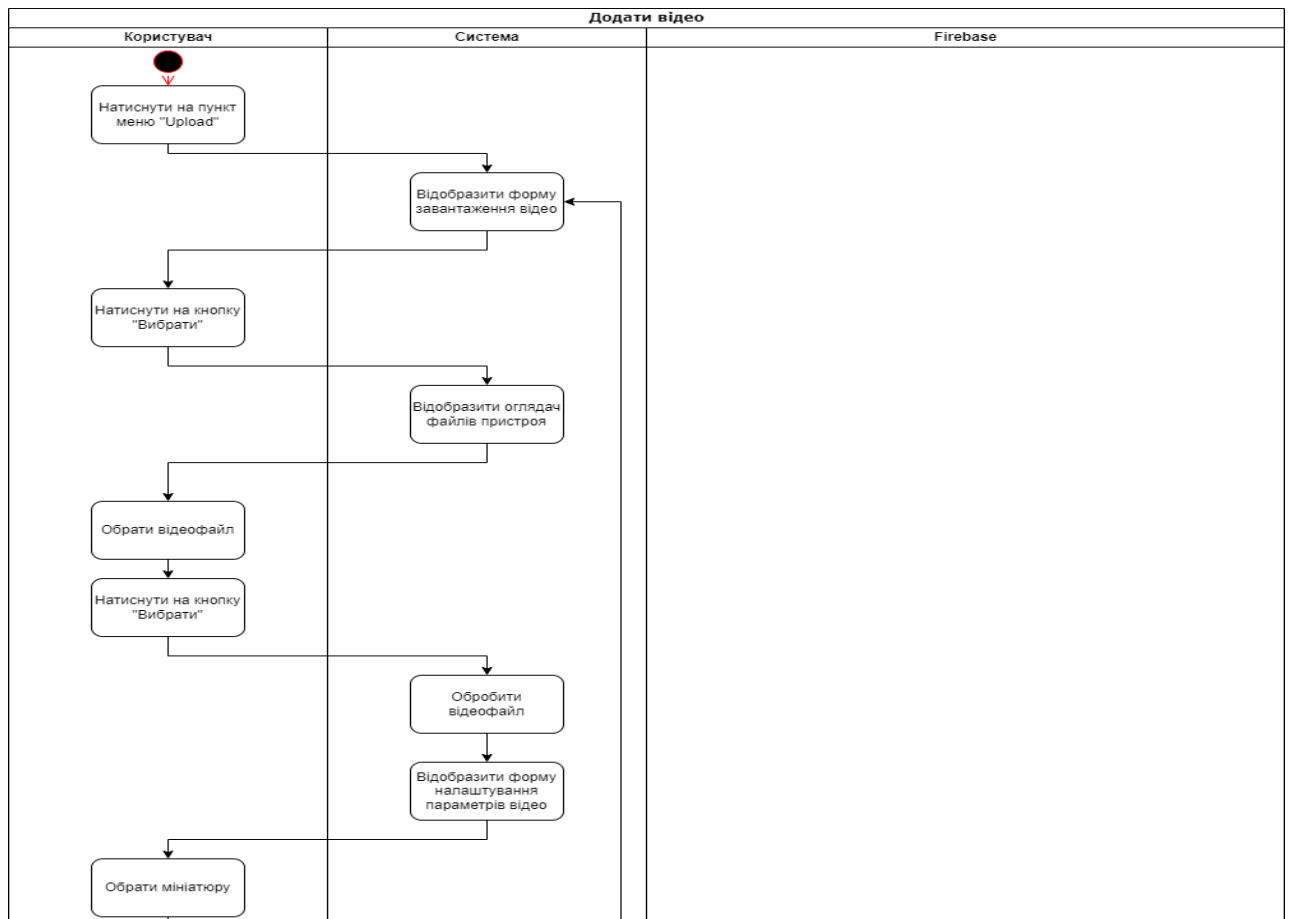 Додати відео
Користувач
Система
Firebase
Натиснути на пункт
меню "Upload"
Відобразити форму
завантаження відео
Натиснути на кнопку
"Вибрати"
Відобразити оглядач
файлів пристроя
Обрати відеофайл
Натиснути на кнопку
"Вибрати"
Обробити
відеофайл
Відобразити форму
налаштування
параметрів відео
Обрати мініатюру